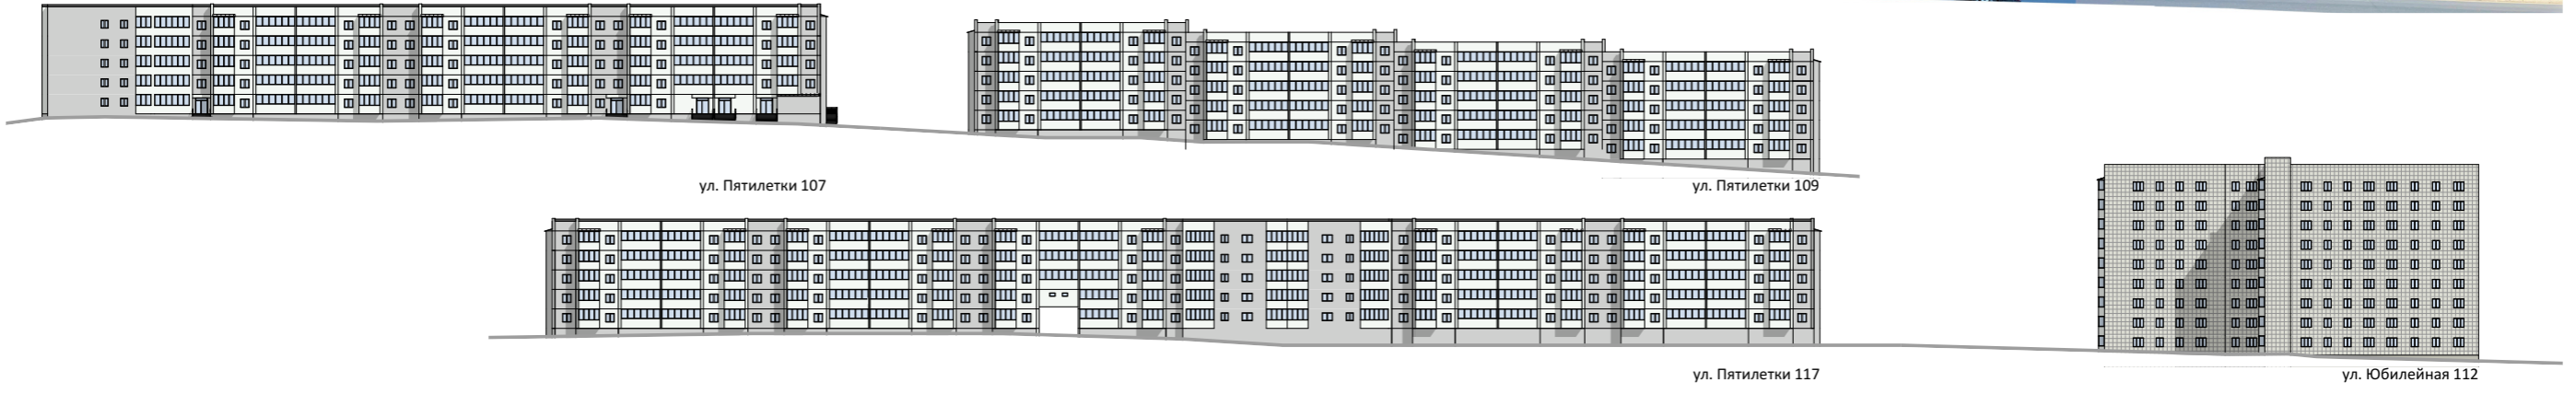 ул. Пятилетки 107
ул. Пятилетки 109
ул. Пятилетки 117
ул. Юбилейная 112